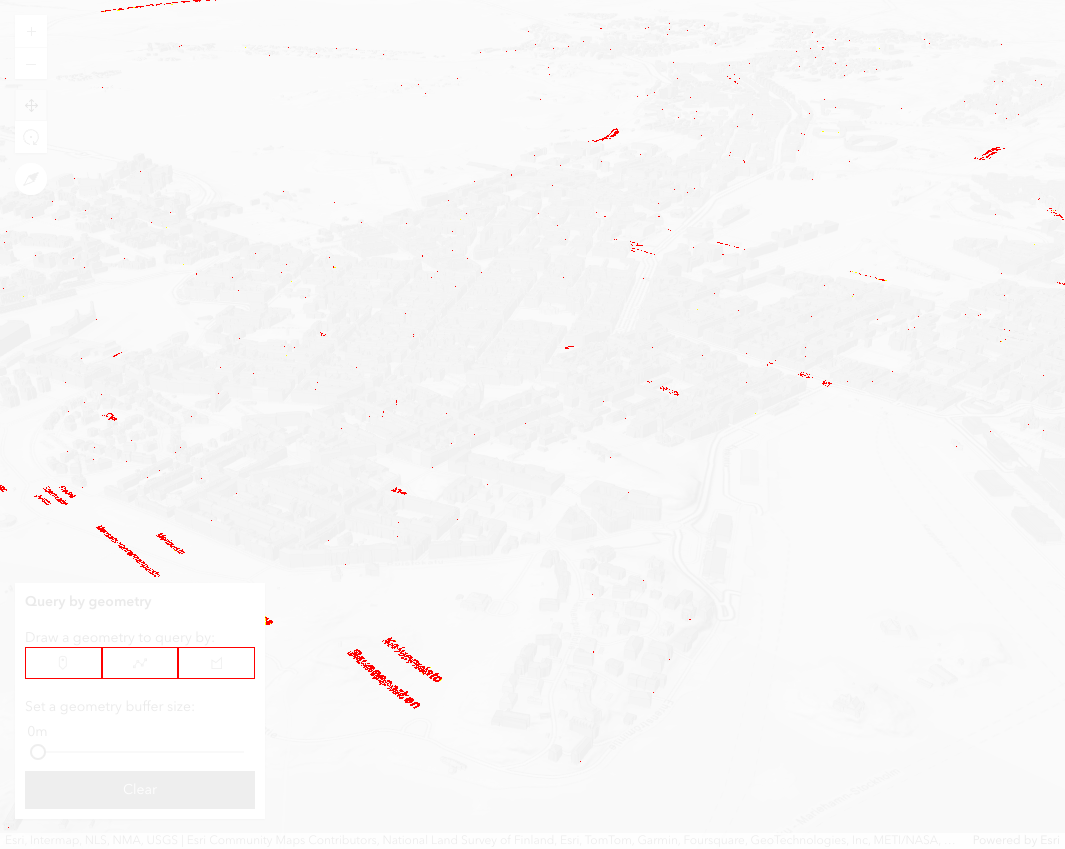 Query by geometry
Draw a geometry to query by:
Set a geometry buffer size:
0m
Clear
Esri, Intermap, NLS, NMA, USGS | Esri Community Maps Contributors, National Land Survey of Finland, Esri, TomTom, Garmin, Foursquare, GeoTechnologies, Inc, METI/NASA, ...
Powered by Esri